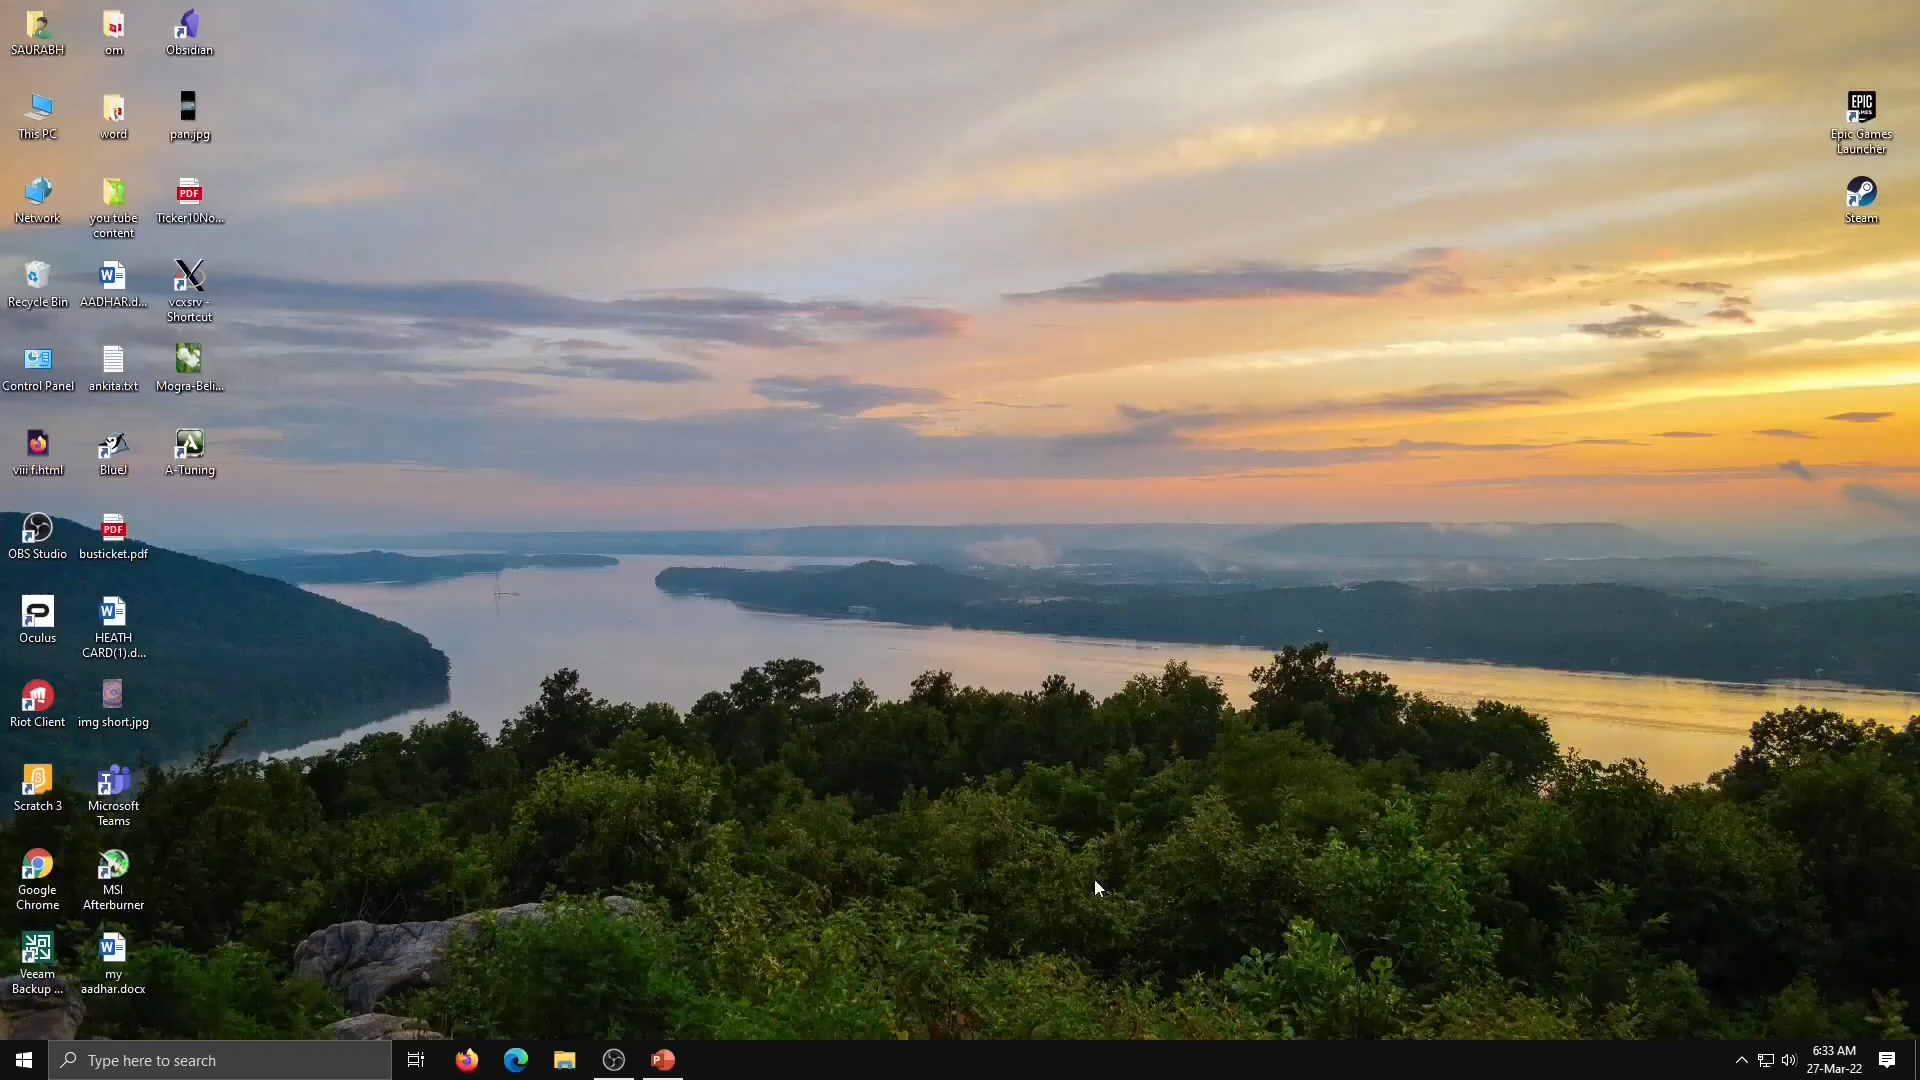 SAURABH
om
Obsidian
This PC
word
pan.jpg
Network
you tube
content
PDF
Ticker10No...
Recycle Bin
AADHAR.d...
vcxsrv -
Shortcut
Control Panel
ankita.txt
Mogra-Beli...
viii f.html
BlueJ
A-Tuning
OBS Studio
PDF
busticket.pdf
Oculus
HEATH
CARD(1).d...
Riot Client
img short.jpg
Scratch 3
Microsoft
Teams
Google
Chrome
MSI
Afterburner
Veeam
Backup ...
my
aadhar.docx
EPIC
GAMES
Epic Games
Launcher
Steam
Type here to search
6:33 AM
27-Mar-22